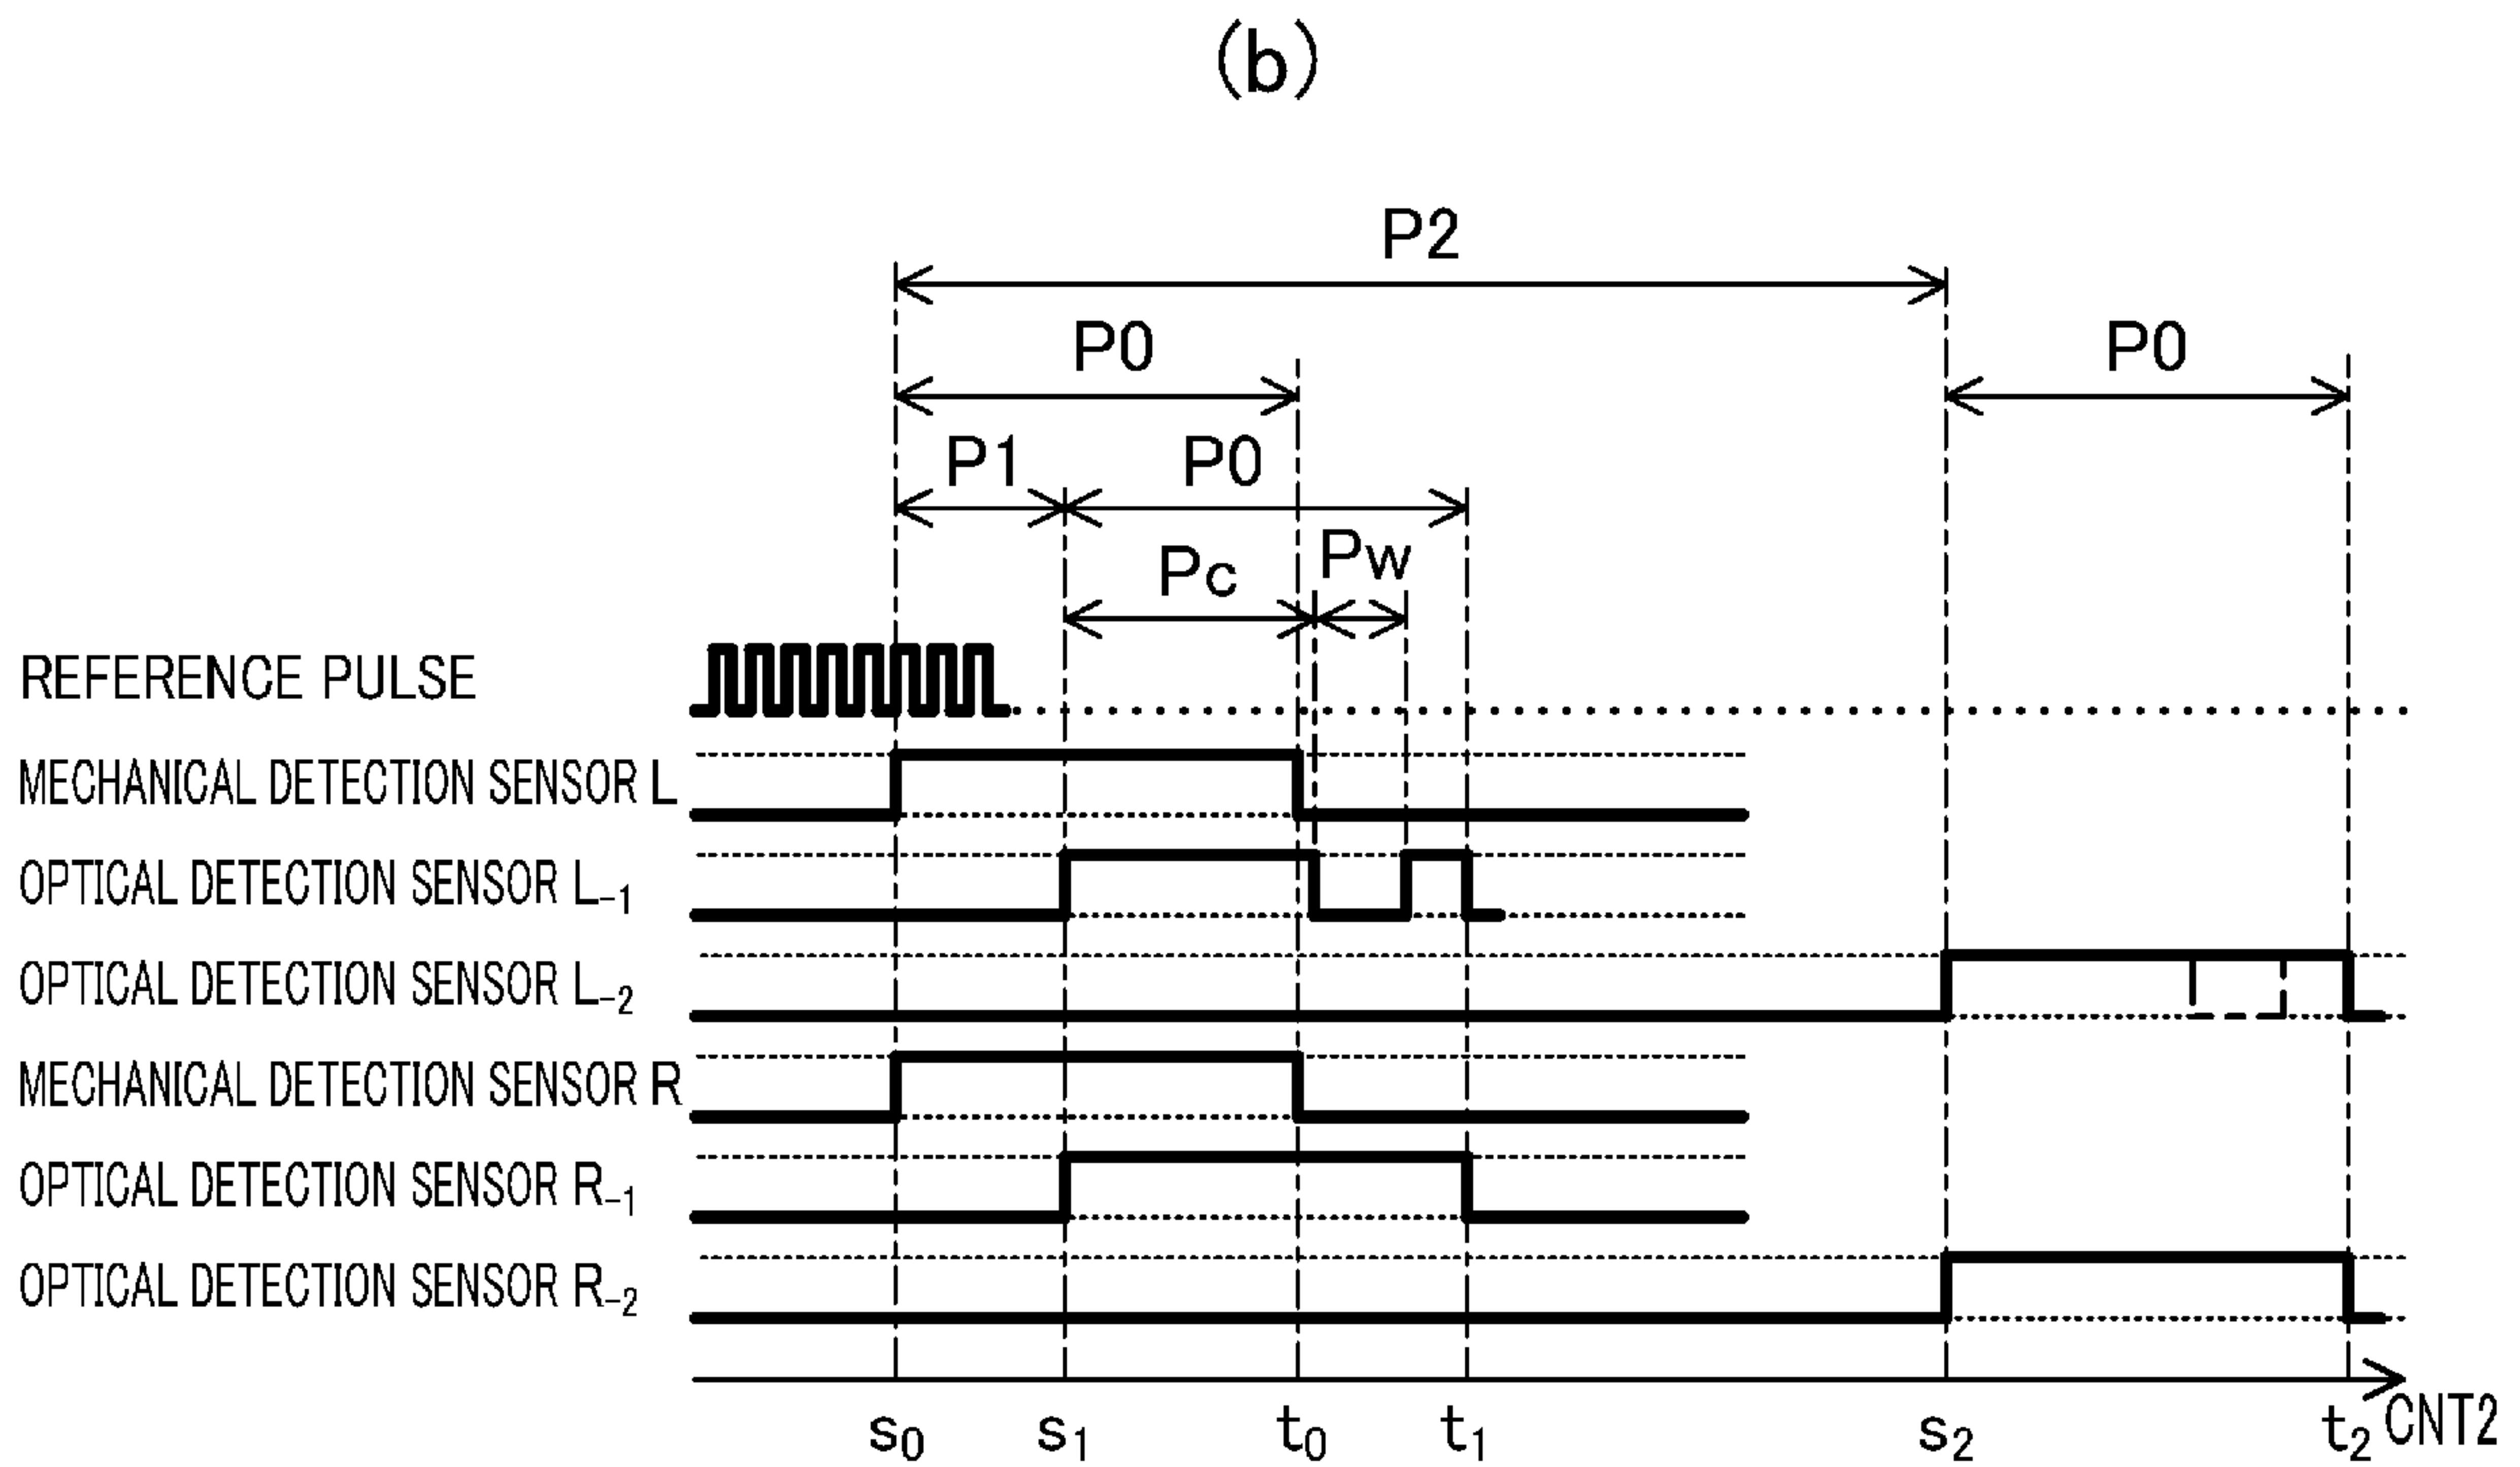 (b)
P2
P0 P0
P1 P0
Pc Pw
REFERENCE PULSE
MECHANICAL DETECTION SENSOR L
OPTICAL DETECTION SENSOR L-1
OPTICAL DETECTION SENSOR L-2
MECHANICAL DETECTION SENSOR R
OPTICAL DETECTION SENSOR R-1
OPTICAL DETECTION SENSOR R-2
s0 s1 t0 t1 s2 t2 CNT2